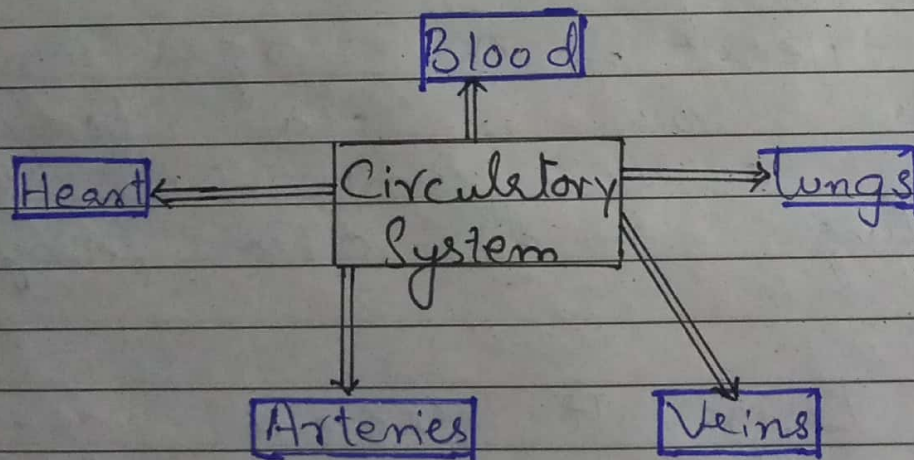 Blood
Heart
Circulatory
System
Lungs
Arteries
Veins